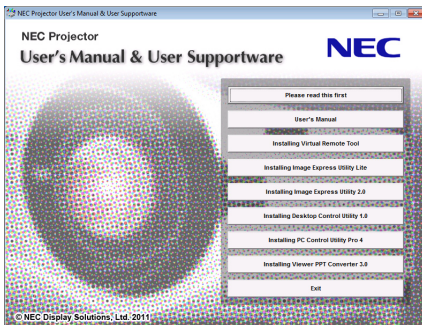 NEC Projector User's Manual & User Supportware
NEC Projector
NEC
User's Manual & User Supportware
Please read this first
User's Manual
Installing Virtual Remote Tool
Installing Image Express Utility Lite
Installing Image Express Utility 2.0
Installing Desktop Control Utility 1.0
Installing PC Control Utility Pro 4
Installing Viewer PPT Converter 3.0
Exit
© NEC Display Solutions, Ltd. 2011